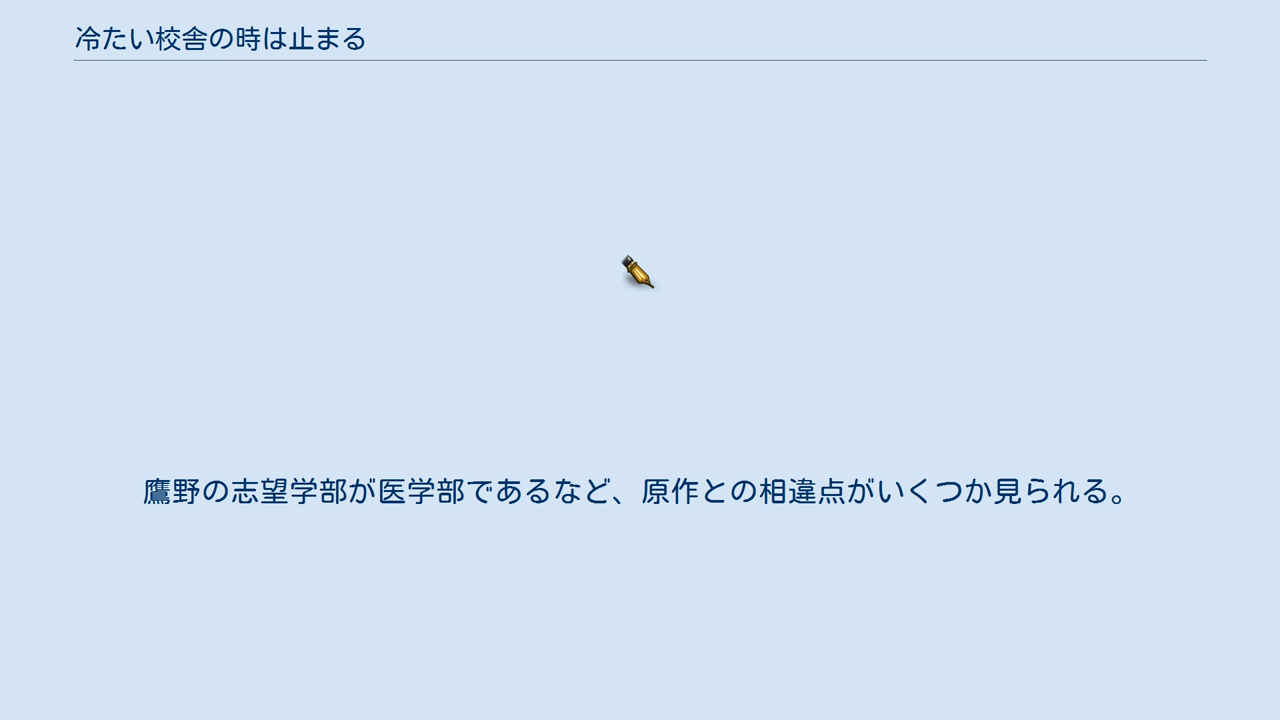 冷たい校舎の時は止まる
鷹野の志望学部が医学部であるなど、原作との相違点がいくつか見られる。